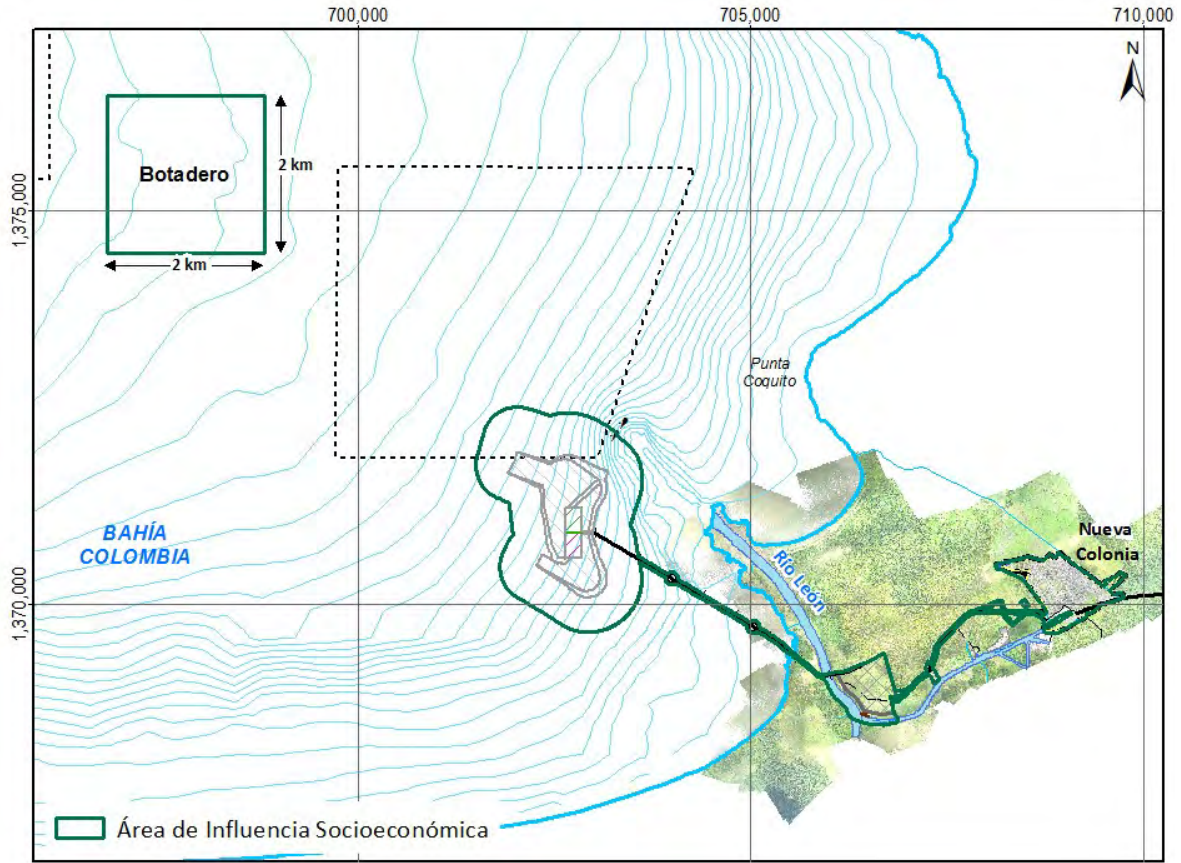 700,000
705,000
710,000
N
Botadero
2 km
2 km
1,375,000
Punta
Coquito
BAHÍA
COLOMBIA
Río León
Nueva
Colonia
1,370,000
Área de Influencia Socioeconómica